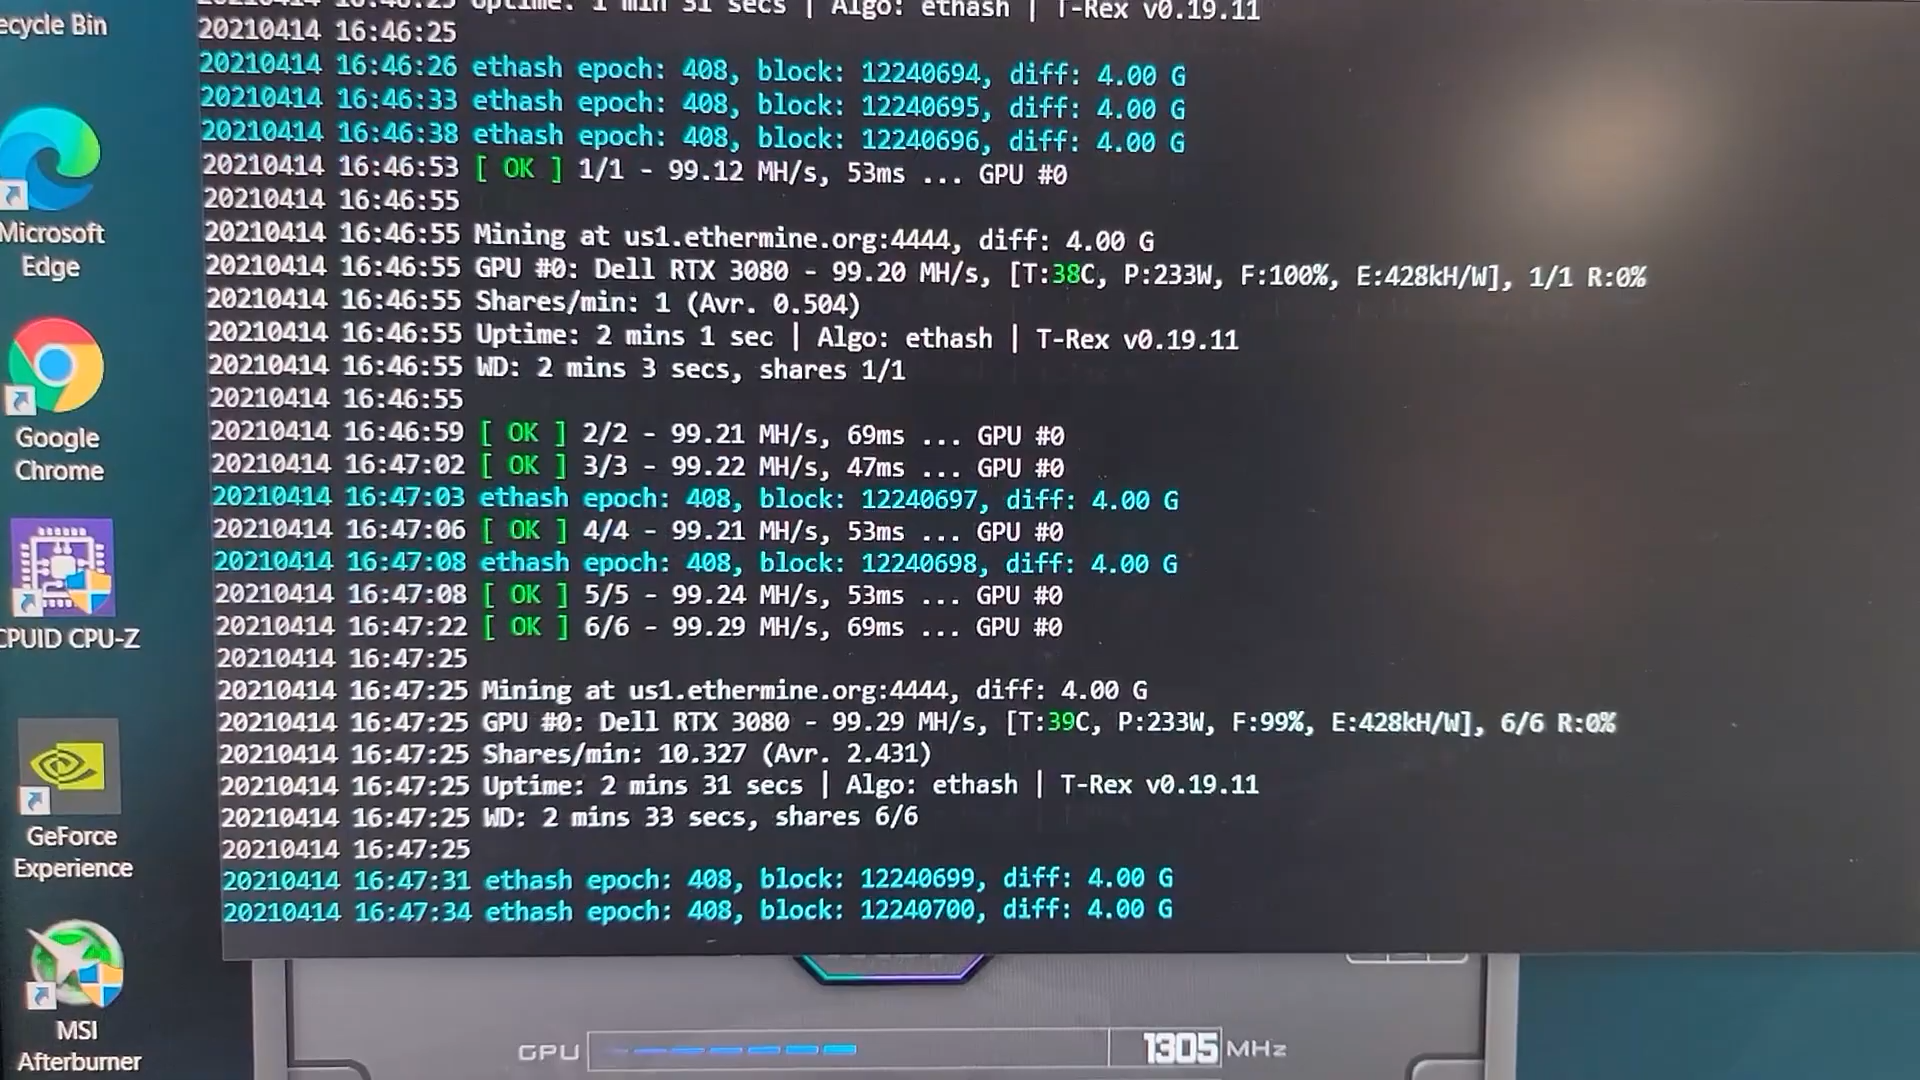 ecycle Bin
Microsoft
Edge
Google
Chrome
CPUID CPU-Z
GeForce
Experience
MSI
Afterburner
Uptime: 1 min 31 secs | Algo: ethash | T-Rex v0.19.11
20210414 16:46:25
20210414 16:46:26 ethash epoch: 408, block: 12240694, diff: 4.00 G
20210414 16:46:33 ethash epoch: 408, block: 12240695, diff: 4.00 G
20210414 16:46:38 ethash epoch: 408, block: 12240696, diff: 4.00 G
20210414 16:46:53 [ OK ] 1/1 - 99.12 MH/s, 53ms ... GPU #0
20210414 16:46:55
20210414 16:46:55 Mining at us1.ethermine.org:4444, diff: 4.00 G
20210414 16:46:55 GPU #0: Dell RTX 3080 - 99.20 MH/s, [T:38C, P:233W, F:100%, E:428kH/W], 1/1 R:0%
20210414 16:46:55 Shares/min: 1 (Avr. 0.504)
20210414 16:46:55 Uptime: 2 mins 1 sec | Algo: ethash | T-Rex v0.19.11
20210414 16:46:55 WD: 2 mins 3 secs, shares 1/1
20210414 16:46:55
20210414 16:46:59 [ OK ] 2/2 - 99.21 MH/s, 69ms ... GPU #0
20210414 16:47:02 [ OK ] 3/3 - 99.22 MH/s, 47ms ... GPU #0
20210414 16:47:03 ethash epoch: 408, block: 12240697, diff: 4.00 G
20210414 16:47:06 [ OK ] 4/4 - 99.21 MH/s, 53ms ... GPU #0
20210414 16:47:08 ethash epoch: 408, block: 12240698, diff: 4.00 G
20210414 16:47:08 [ OK ] 5/5 - 99.24 MH/s, 53ms ... GPU #0
20210414 16:47:22 [ OK ] 6/6 - 99.29 MH/s, 69ms ... GPU #0
20210414 16:47:25
20210414 16:47:25 Mining at us1.ethermine.org:4444, diff: 4.00 G
20210414 16:47:25 GPU #0: Dell RTX 3080 - 99.29 MH/s, [T:39C, P:233W, F:99%, E:428kH/W], 6/6 R:0%
20210414 16:47:25 Shares/min: 10.327 (Avr. 2.431)
20210414 16:47:25 Uptime: 2 mins 31 secs | Algo: ethash | T-Rex v0.19.11
20210414 16:47:25 WD: 2 mins 33 secs, shares 6/6
20210414 16:47:25
20210414 16:47:31 ethash epoch: 408, block: 12240699, diff: 4.00 G
20210414 16:47:34 ethash epoch: 408, block: 12240700, diff: 4.00 G
GPU 1305 MHz